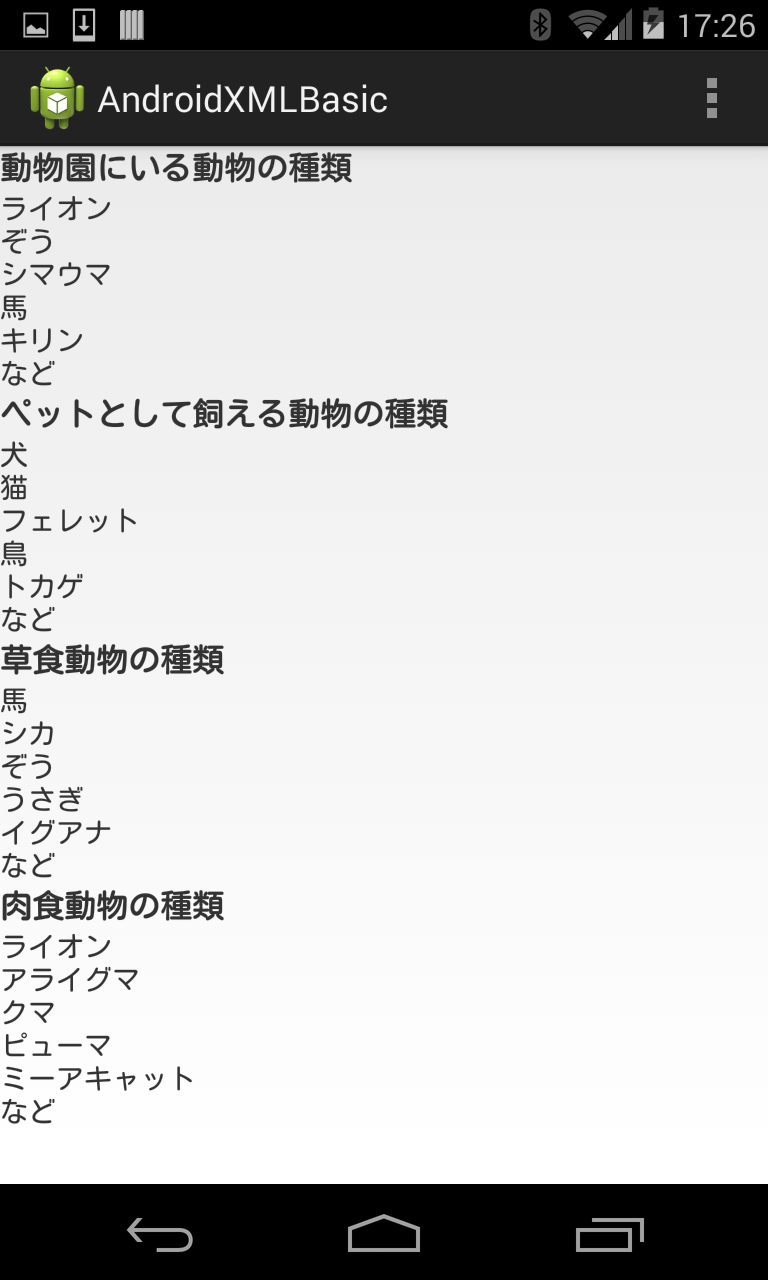 17:26
AndroidXMLBasic
動物園にいる動物の種類
ライオン
ぞう
シマウマ
馬
キリン
など
ペットとして飼える動物の種類
犬
猫
フェレット
鳥
トカゲ
など
草食動物の種類
馬
シカ
ぞう
うさぎ
イグアナ
など
肉食動物の種類
ライオン
アライグマ
クマ
ピューマ
ミーアキャット
など